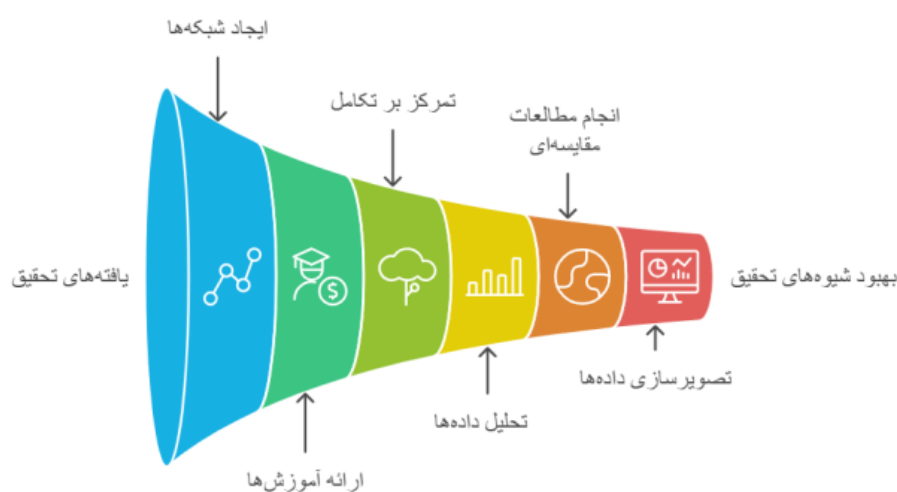 ایجاد شبکه‌ها
تمرکز بر تکامل
انجام مطالعات
مقایسه‌ای
یافته‌های تحقیق
بهبود شیوه‌های تحقیق
تصویرسازی داده‌ها
تحلیل داده‌ها
ارائه آموزش‌ها